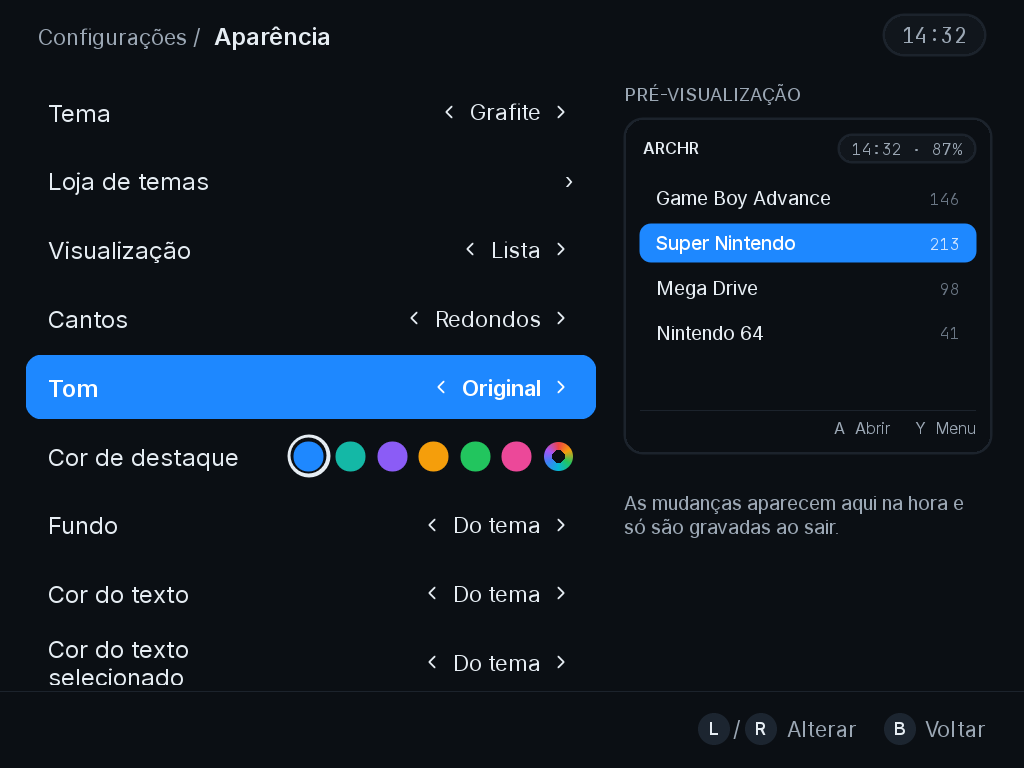 Configurações / Aparência
14:32
Tema
Grafite
Loja de temas
Visualização
Lista
Cantos
Redondos
Tom
Original
Cor de destaque
Fundo
Do tema
Cor do texto
Do tema
Cor do texto
selecionado
Do tema
PRÉ-VISUALIZAÇÃO
ARCHR
14:32 · 87%
Game Boy Advance
146
Super Nintendo
213
Mega Drive
98
Nintendo 64
41
A Abrir
Y Menu
As mudanças aparecem aqui na hora e
só são gravadas ao sair.
L / R Alterar
B Voltar